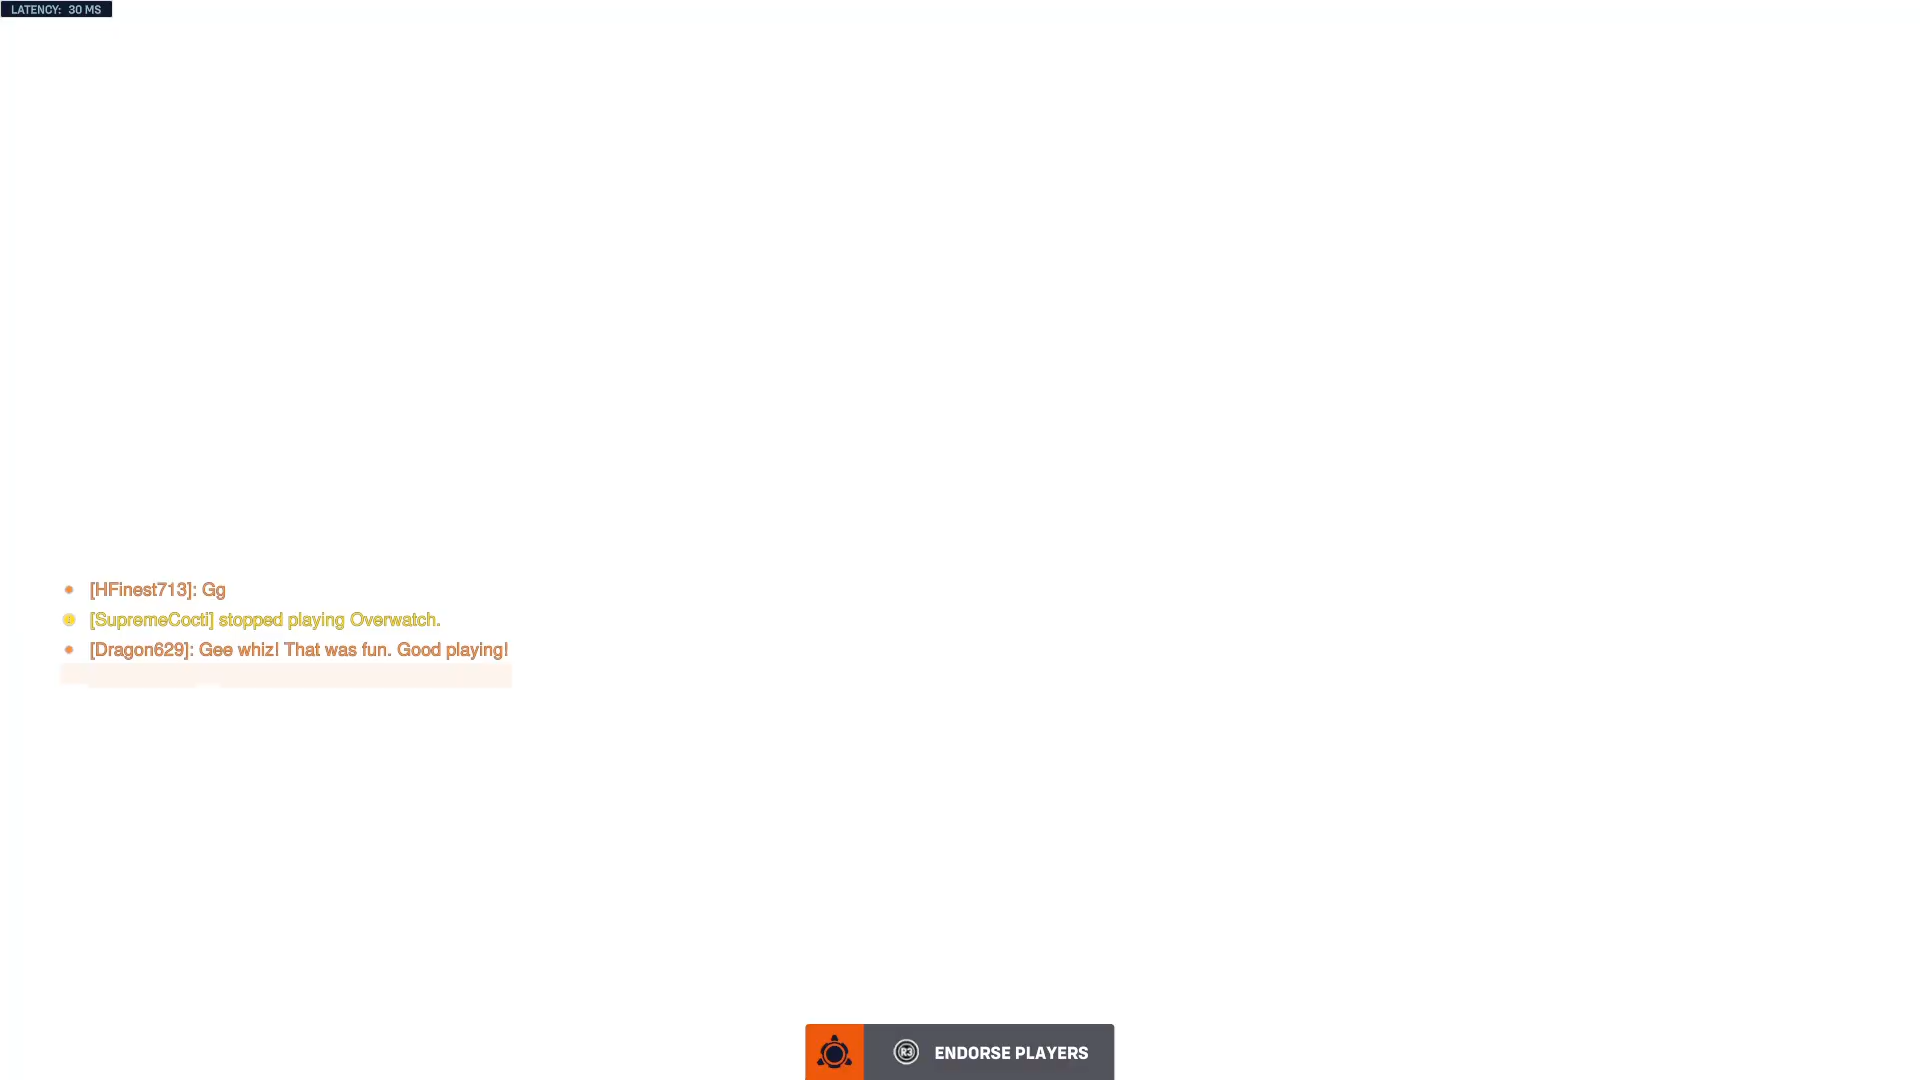 LATENCY: 30 MS
[HFinest713]: Gg
[SupremeCocti] stopped playing Overwatch.
[Dragon629]: Gee whiz! That was fun. Good playing!
R3 ENDORSE PLAYERS